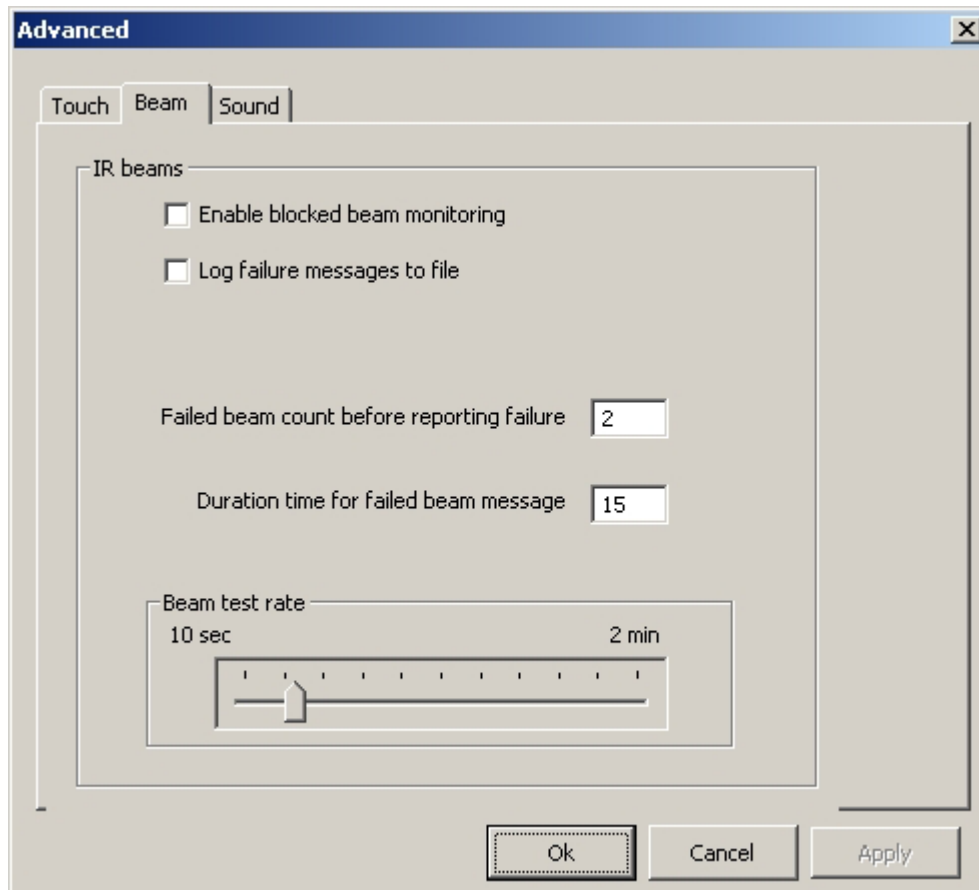 Advanced
Touch Beam Sound
IR beams
Enable blocked beam monitoring
Log failure messages to file
Failed beam count before reporting failure 2
Duration time for failed beam message 15
Beam test rate
10 sec 2 min
Ok Cancel Apply